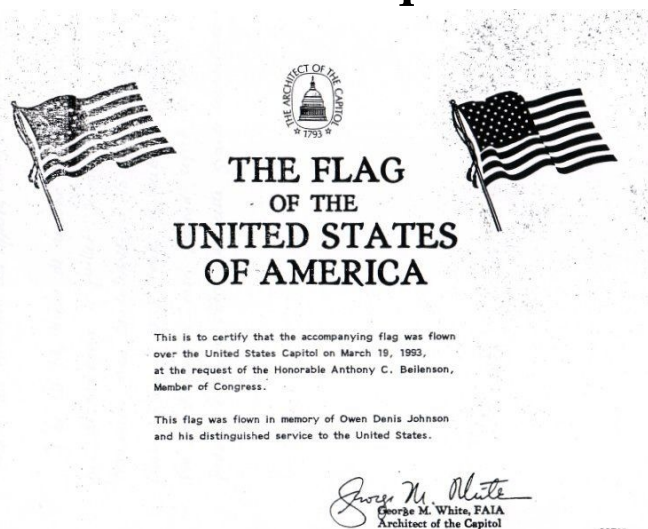 THE ARCHITECT OF THE CAPITOL
1793
THE FLAG
OF THE
UNITED STATES
OF AMERICA
This is to certify that the accompanying flag was flown
over the United States Capitol on March 19, 1993,
at the request of the Honorable Anthony C. Beilenson,
Member of Congress.
This flag was flown in memory of Owen Denis Johnson
and his distinguished service to the United States.
George M. White
George M. White, FAIA
Architect of the Capitol